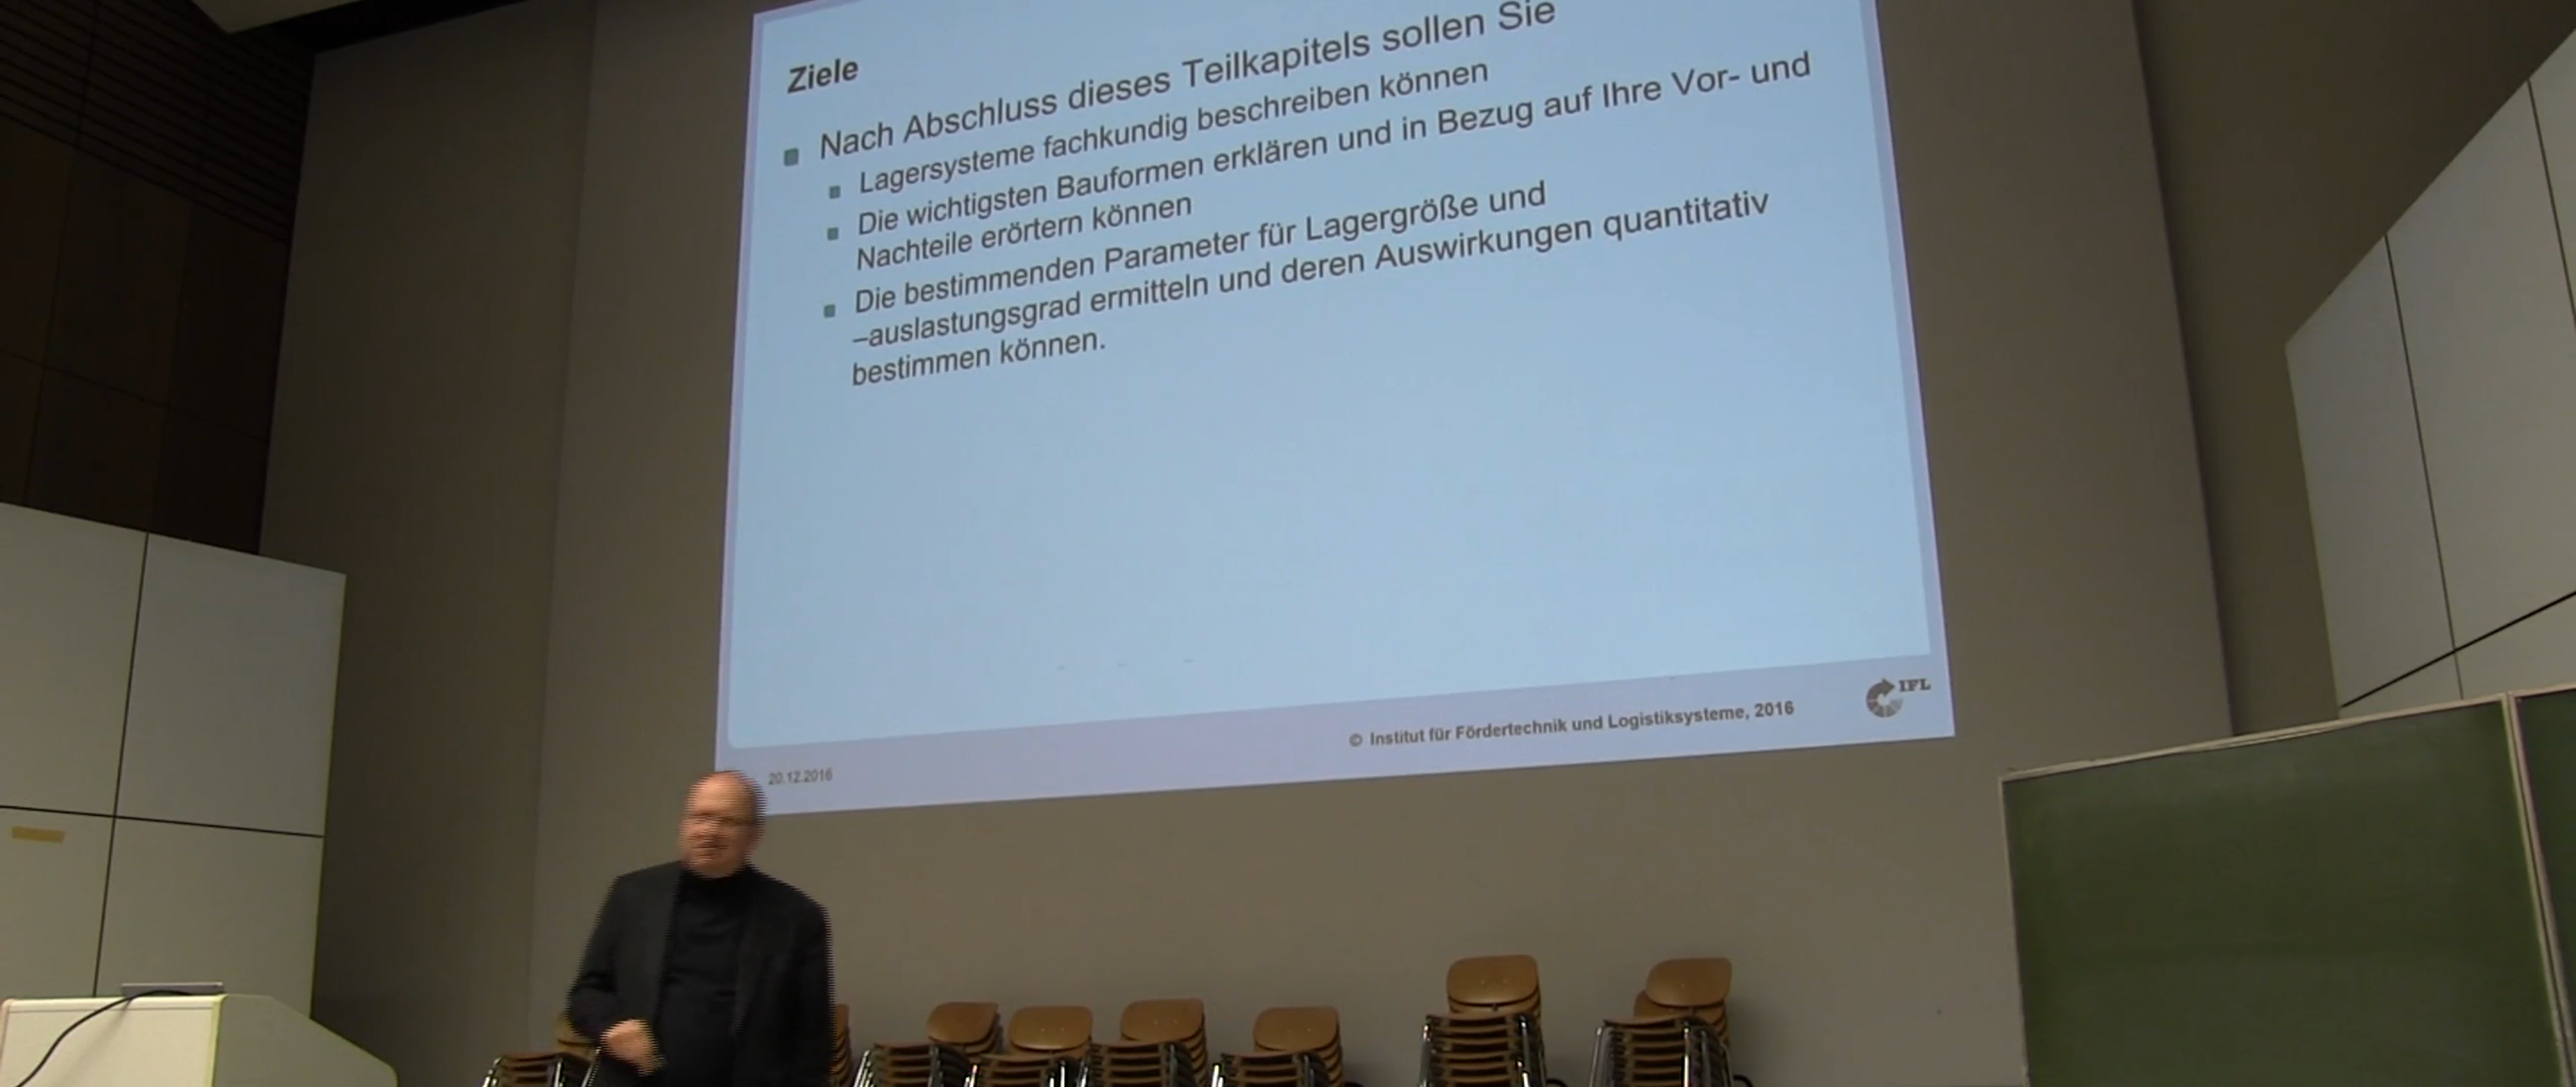 Ziele
Nach Abschluss dieses Teilkapitels sollen Sie
Lagersysteme fachkundig beschreiben können
Die wichtigsten Bauformen erklären und in Bezug auf Ihre Vor- und
Nachteile erörtern können
Die bestimmenden Parameter für Lagergröße und
–auslastungsgrad ermitteln und deren Auswirkungen quantitativ
bestimmen können.
20.12.2016
© Institut für Fördertechnik und Logistiksysteme, 2016
IFL